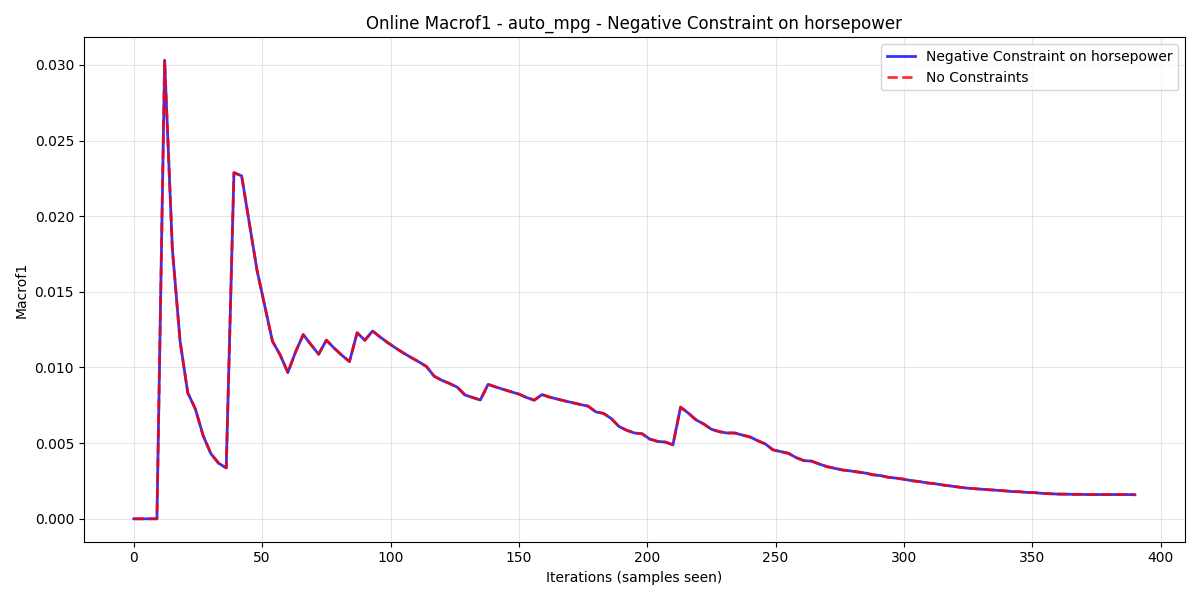 Online Macrof1 - auto_mpg - Negative Constraint on horsepower
Negative Constraint on horsepower
No Constraints
Macrof1
0.030
0.025
0.020
0.015
0.010
0.005
0.000
0 50 100 150 200 250 300 350 400
Iterations (samples seen)